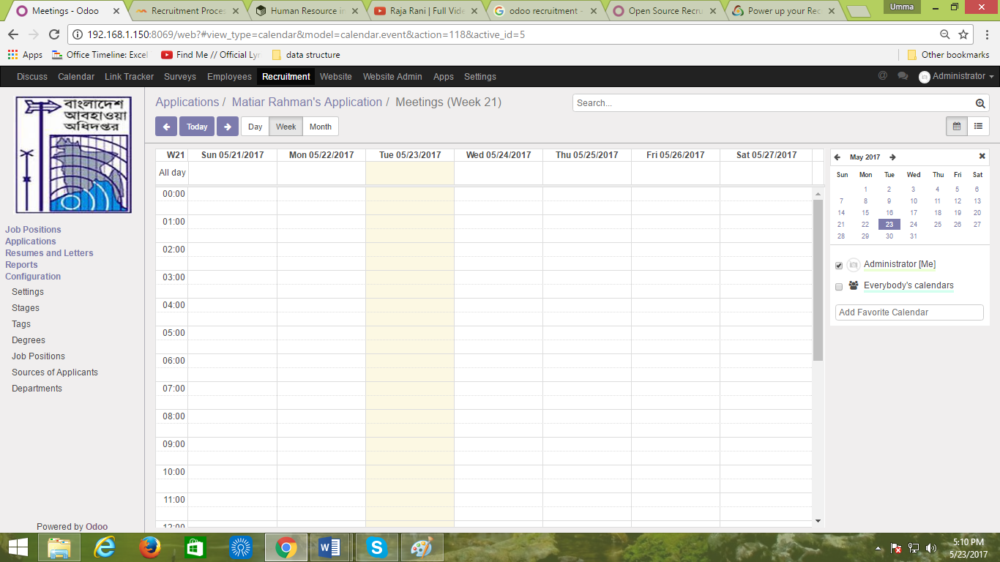 Meetings - Odoo
Recruitment Proces
Human Resource in
Raja Rani | Full Vide
odoo recruitment -
Open Source Recru
Power up your Rec
Umma
192.168.1.150:8069/web?#view_type=calendar&model=calendar.event&action=118&active_id=5
Apps
Office Timeline: Excel
Find Me // Official Lyr
data structure
Other bookmarks
Discuss Calendar Link Tracker Surveys Employees Recruitment Website Website Admin Apps Settings
Administrator
বাংলাদেশ
আবহাওয়া
অধিদপ্তর
Applications / Matiar Rahman's Application / Meetings (Week 21)
Search...
Today
Day Week Month
Job Positions
Applications
Resumes and Letters
Reports
Configuration
Settings
Stages
Tags
Degrees
Job Positions
Sources of Applicants
Departments
Powered by Odoo
W21 Sun 05/21/2017 Mon 05/22/2017 Tue 05/23/2017 Wed 05/24/2017 Thu 05/25/2017 Fri 05/26/2017 Sat 05/27/2017
All day
00:00
01:00
02:00
03:00
04:00
05:00
06:00
07:00
08:00
09:00
10:00
11:00
12:00
May 2017
Sun Mon Tue Wed Thu Fri Sat
1 2 3 4 5 6
7 8 9 10 11 12 13
14 15 16 17 18 19 20
21 22 23 24 25 26 27
28 29 30 31
Administrator [Me]
Everybody's calendars
Add Favorite Calendar
5:10 PM
5/23/2017